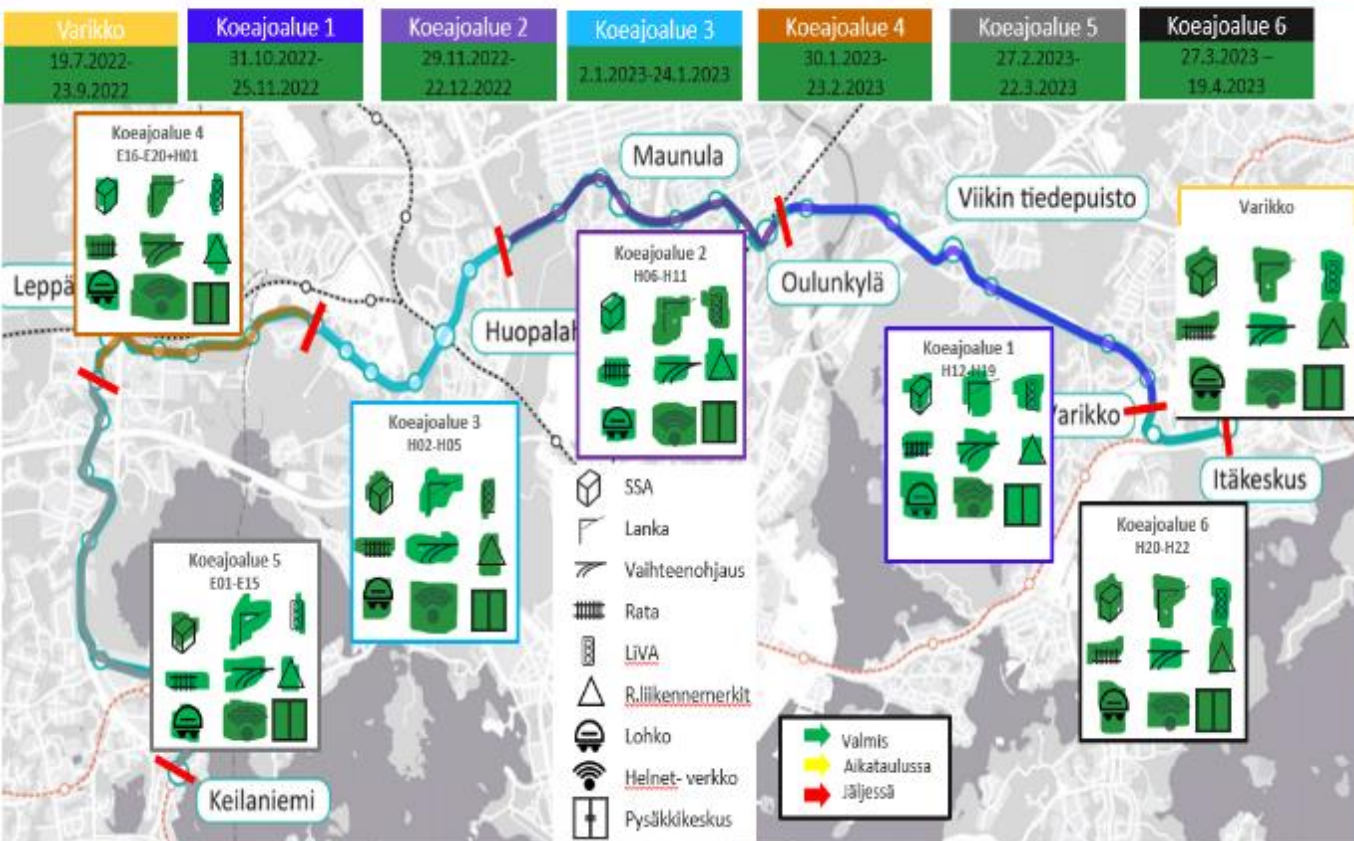 Varikko
19.7.2022-
23.9.2022
Koeajoalue 1
31.10.2022-
25.11.2022
Koeajoalue 2
29.11.2022-
22.12.2022
Koeajoalue 3
2.1.2023-24.1.2023
Koeajoalue 4
30.1.2023-
23.2.2023
Koeajoalue 5
27.2.2023-
22.3.2023
Koeajoalue 6
27.3.2023 –
19.4.2023
Koeajoalue 4
E16-E20+H01
Maunula
Viikin tiedepuisto
Varikko
Leppä
Oulunkylä
Huopalah
Koeajoalue 2
H06-H11
Koeajoalue 1
H12-H19
Varikko
Itäkeskus
Koeajoalue 3
H02-H05
Koeajoalue 6
H20-H22
Koeajoalue 5
E01-E15
Keilaniemi
SSA
Lanka
Vaihteenohjaus
Rata
LiVA
R.liikennemerkit
Lohko
Helnet- verkko
Pysäkkikeskus
Valmis
Aikataulussa
Jäljessä